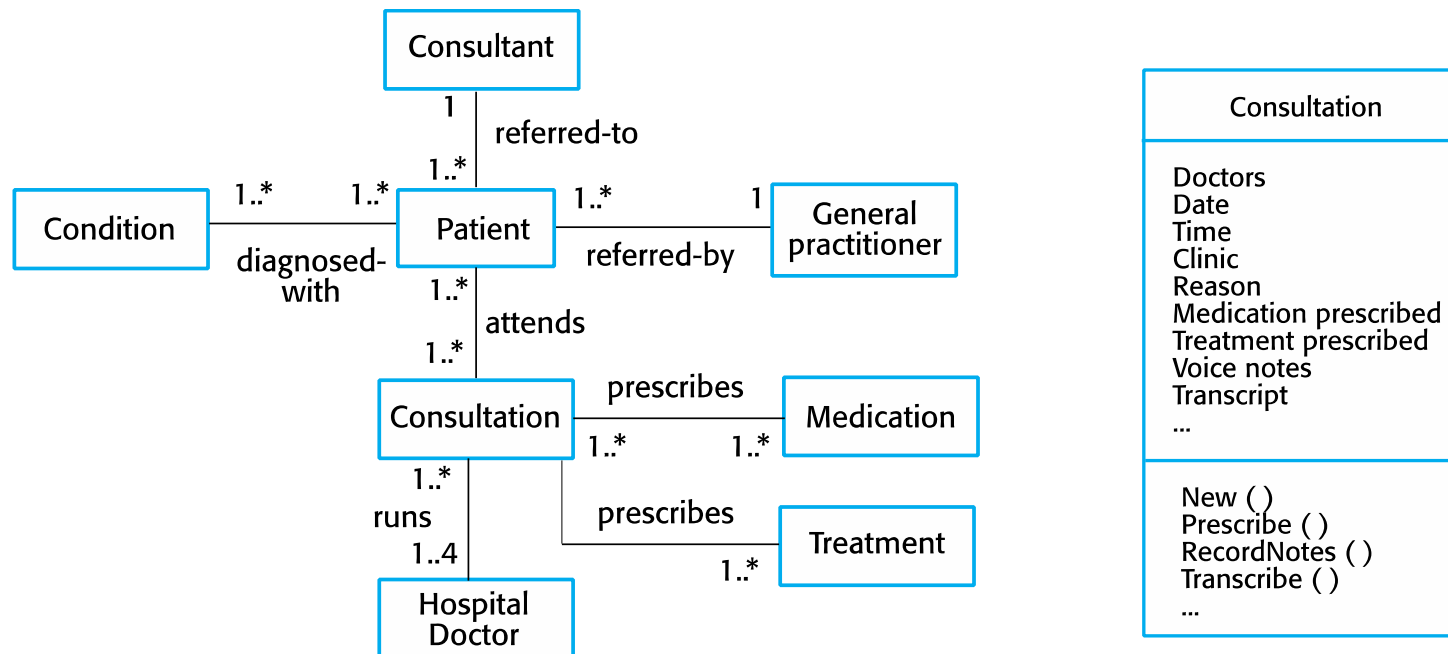 Consultant
1
referred-to
1..*
1..*
1..*
1..*
1
Condition
Patient
General
practitioner
diagnosed-
with
referred-by
1..*
attends
1..*
Consultation
prescribes
Medication
1..*
1..*
1..*
runs
prescribes
Treatment
1..4
1..*
Hospital
Doctor
Consultation
Doctors
Date
Time
Clinic
Reason
Medication prescribed
Treatment prescribed
Voice notes
Transcript
...
New ( )
Prescribe ( )
RecordNotes ( )
Transcribe ( )
...